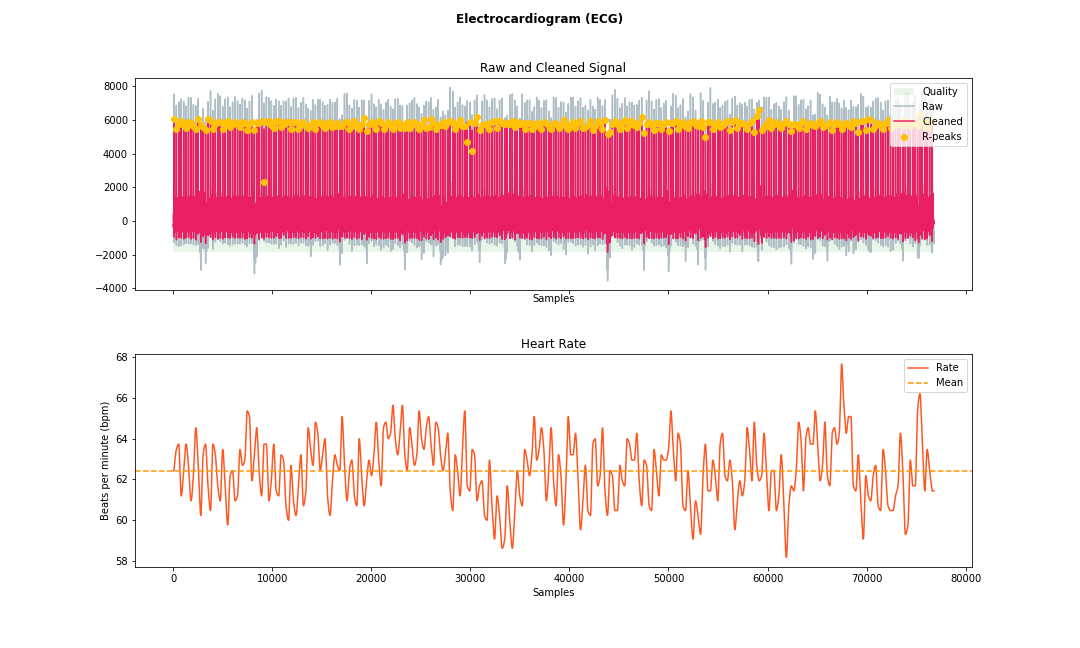 Electrocardiogram (ECG)
Raw and Cleaned Signal
8000
6000
4000
2000
0
−2000
−4000
Quality
Raw
Cleaned
R-peaks
Samples
Heart Rate
68
66
64
62
60
58
Beats per minute (bpm)
Rate
Mean
0 10000 20000 30000 40000 50000 60000 70000 80000
Samples